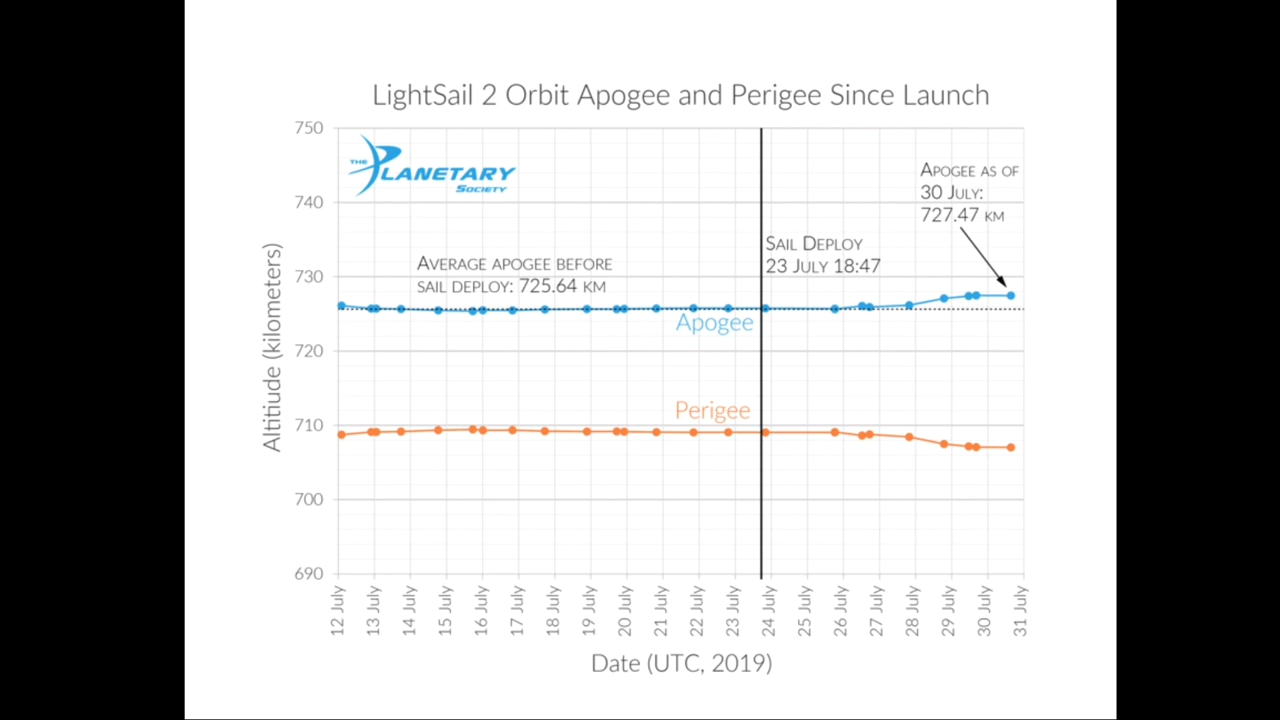 LightSail 2 Orbit Apogee and Perigee Since Launch
750
740
730
720
710
700
690
Altitiude (kilometers)
THE PLANETARY
SOCIETY
AVERAGE APOGEE BEFORE
SAIL DEPLOY: 725.64 KM
SAIL DEPLOY
23 JULY 18:47
APOGEE AS OF
30 JULY:
727.47 KM
Apogee
Perigee
12 July
13 July
14 July
15 July
16 July
17 July
18 July
19 July
20 July
21 July
22 July
23 July
24 July
25 July
26 July
27 July
28 July
29 July
30 July
31 July
Date (UTC, 2019)